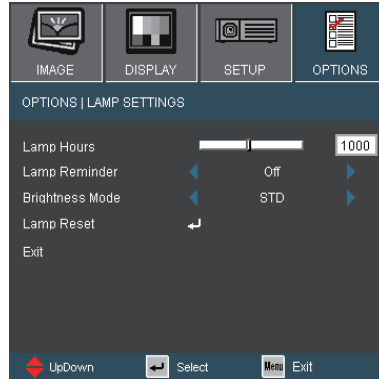 IMAGE DISPLAY SETUP OPTIONS
OPTIONS | LAMP SETTINGS
Lamp Hours 1000
Lamp Reminder Off
Brightness Mode STD
Lamp Reset
Exit
UpDown Select Menu Exit